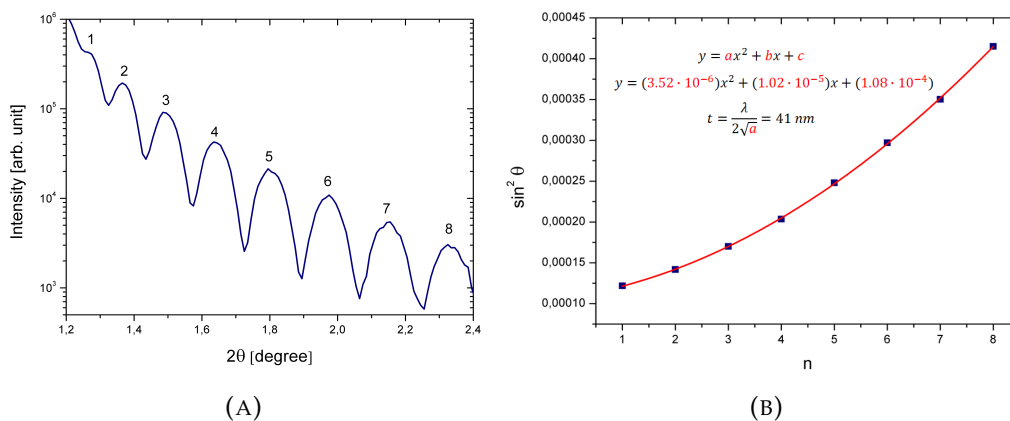 10⁶
10⁵
10⁴
10³
Intensity [arb. unit]
1
2
3
4
5
6
7
8
1,2 1,4 1,6 1,8 2,0 2,2 2,4
2θ [degree]
(A)
0,00045
0,00040
0,00035
0,00030
0,00025
0,00020
0,00015
0,00010
sin² θ
y = ax² + bx + c
y = (3.52 · 10⁻⁶)x² + (1.02 · 10⁻⁵)x + (1.08 · 10⁻⁴)
t = λ / 2√a = 41 nm
1 2 3 4 5 6 7 8
n
(B)